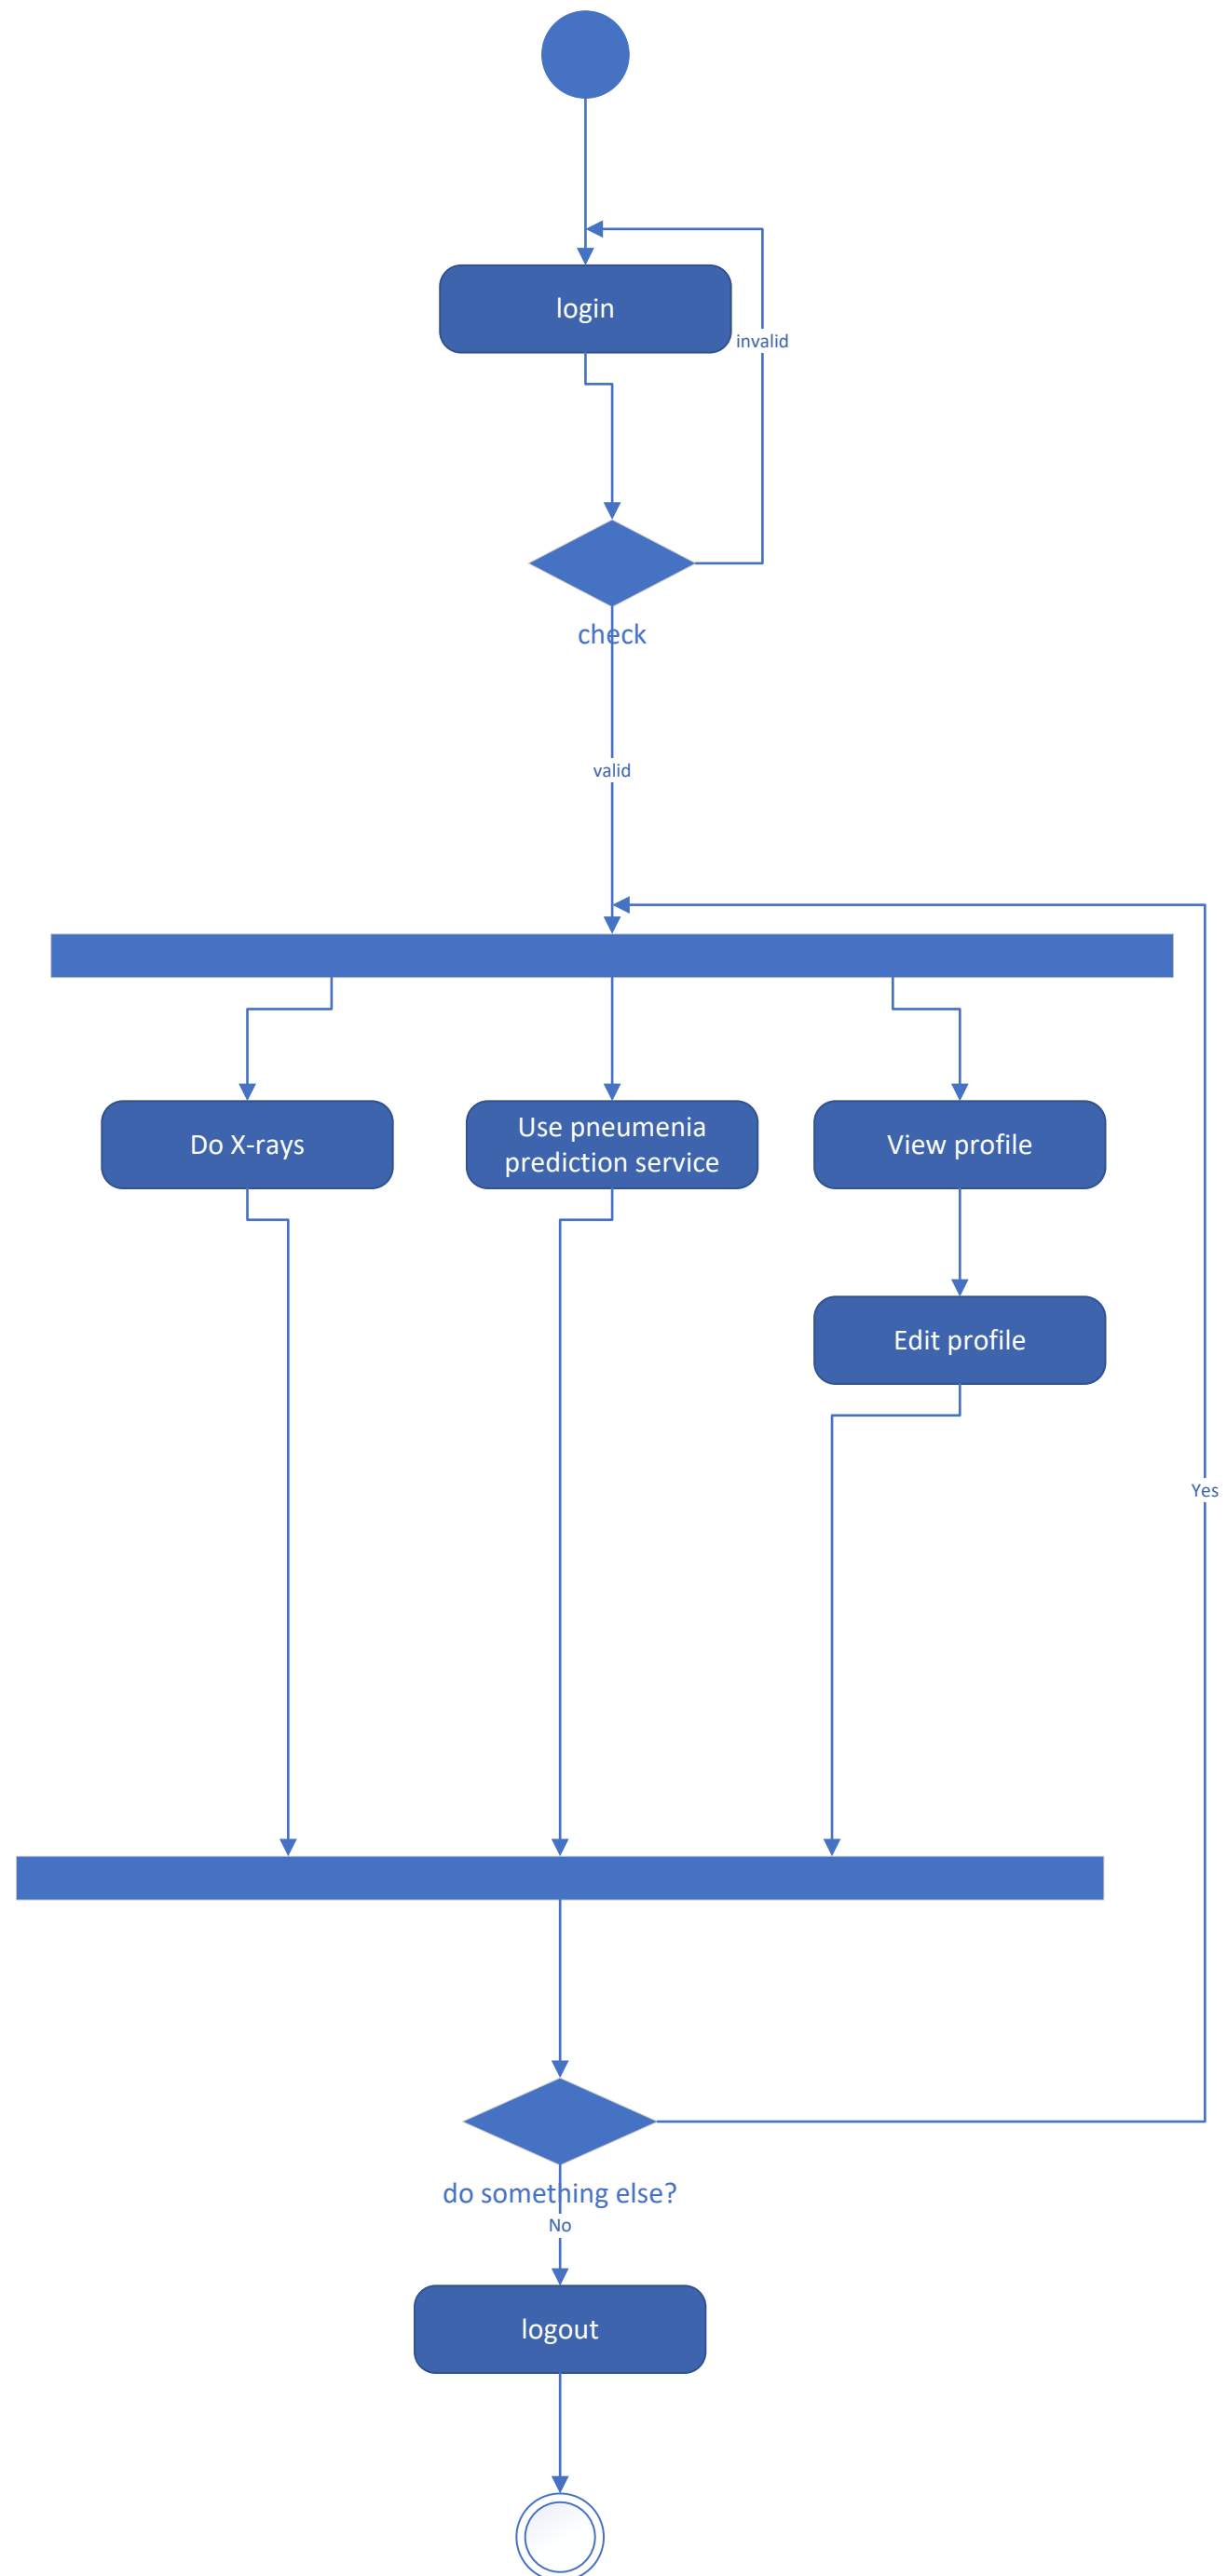 login
invalid
check
valid
Do X-rays
Use pneumenia
prediction service
View profile
Edit profile
Yes
do something else?
No
logout